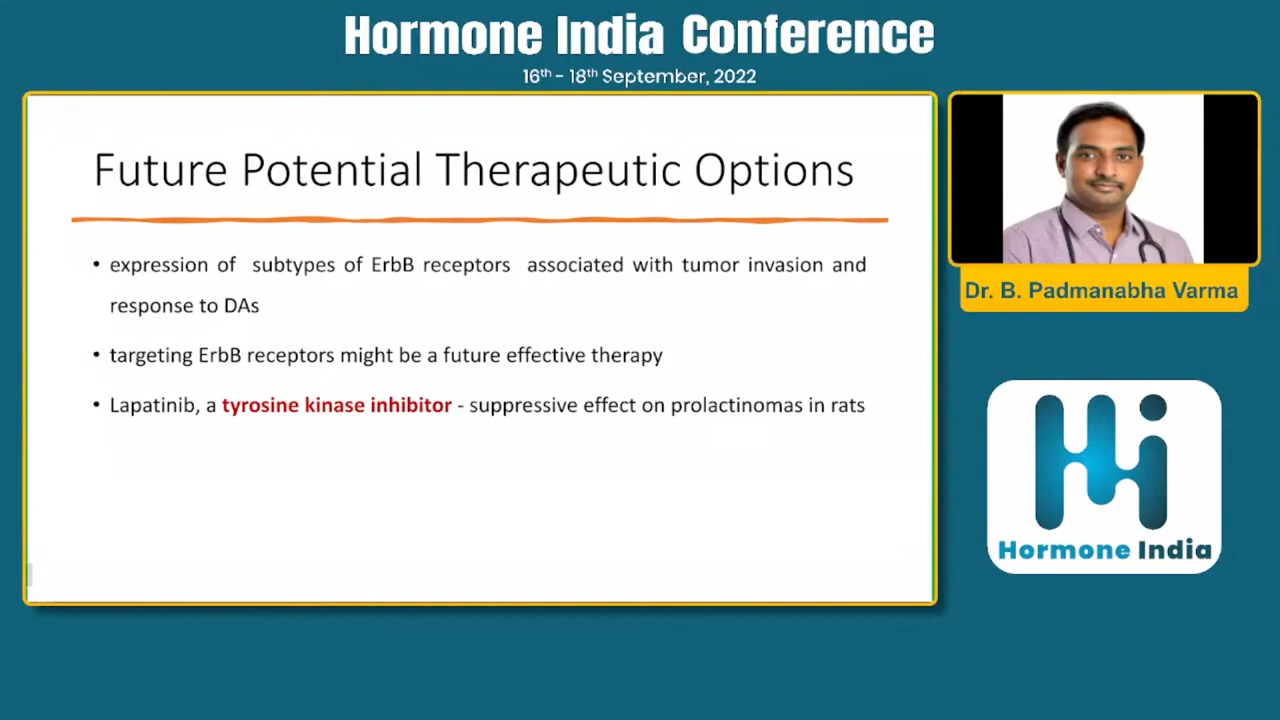 Hormone India Conference
16th - 18th September, 2022
Future Potential Therapeutic Options
• expression of subtypes of ErbB receptors associated with tumor invasion and
response to DAs
• targeting ErbB receptors might be a future effective therapy
• Lapatinib, a tyrosine kinase inhibitor - suppressive effect on prolactinomas in rats
Dr. B. Padmanabha Varma
Hi
Hormone India